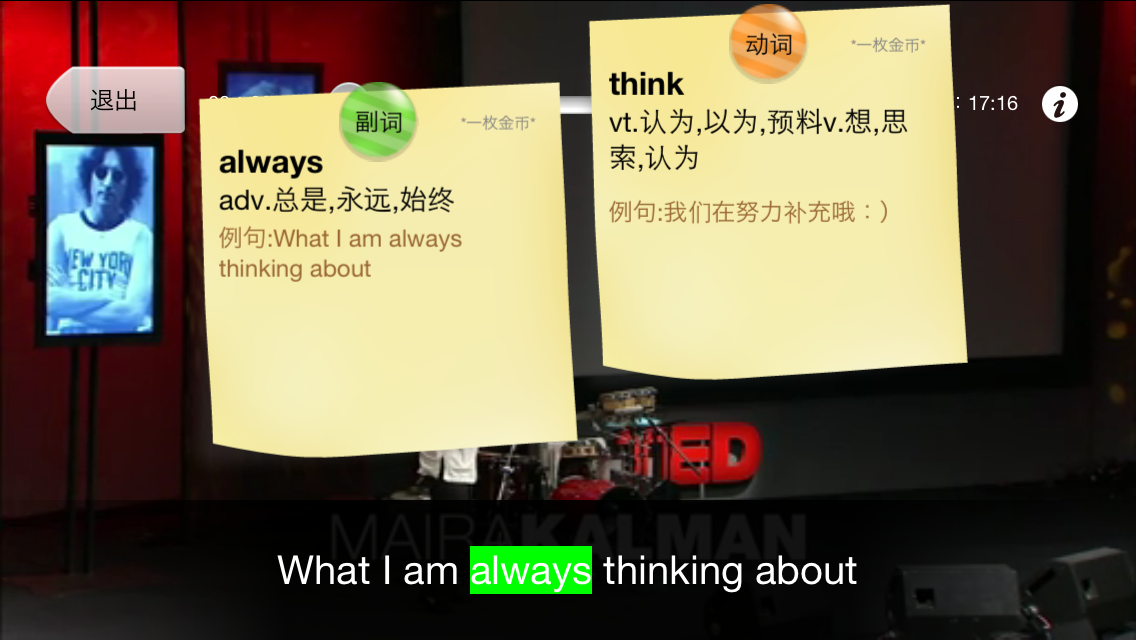 退出
副词
*一枚金币*
always
adv.总是,永远,始终
例句:What I am always
thinking about
动词
*一枚金币*
think
vt.认为,以为,预料v.想,思
索,认为
例句:我们在努力补充哦：）
: 17:16
i
NEW YORK
CITY
TED
MAIRA KALMAN
What I am always thinking about